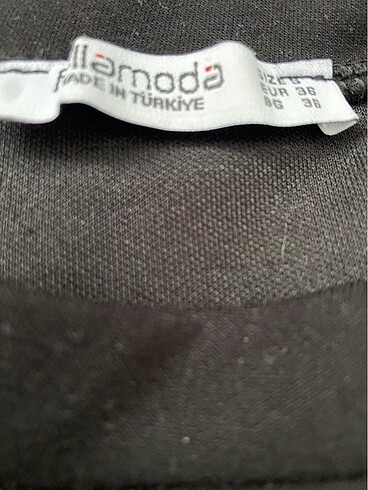 llamoda
MADE IN TÜRKİYE
SIZE S
EUR 36
BG 36